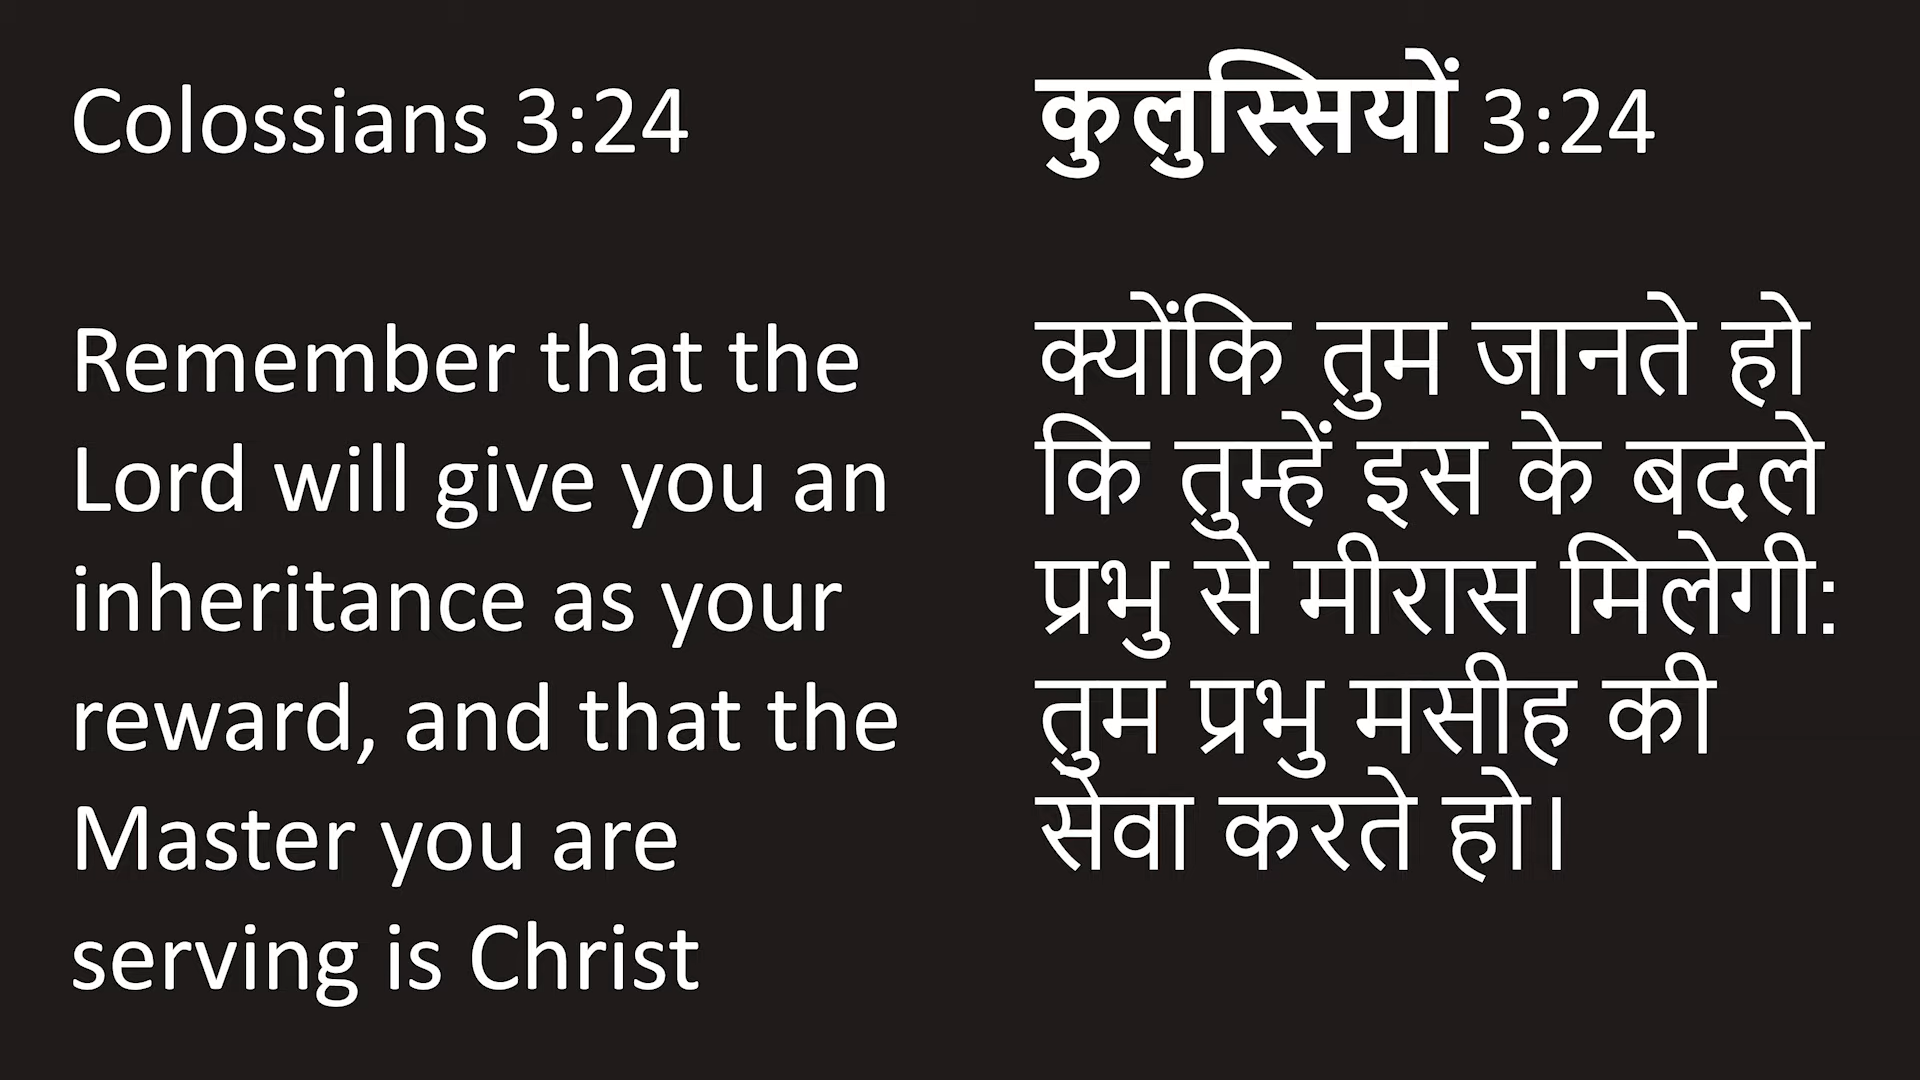 Colossians 3:24
Remember that the
Lord will give you an
inheritance as your
reward, and that the
Master you are
serving is Christ
कुलुस्सियों 3:24
क्योंकि तुम जानते हो
कि तुम्हें इस के बदले
प्रभु से मीरास मिलेगी:
तुम प्रभु मसीह की
सेवा करते हो।